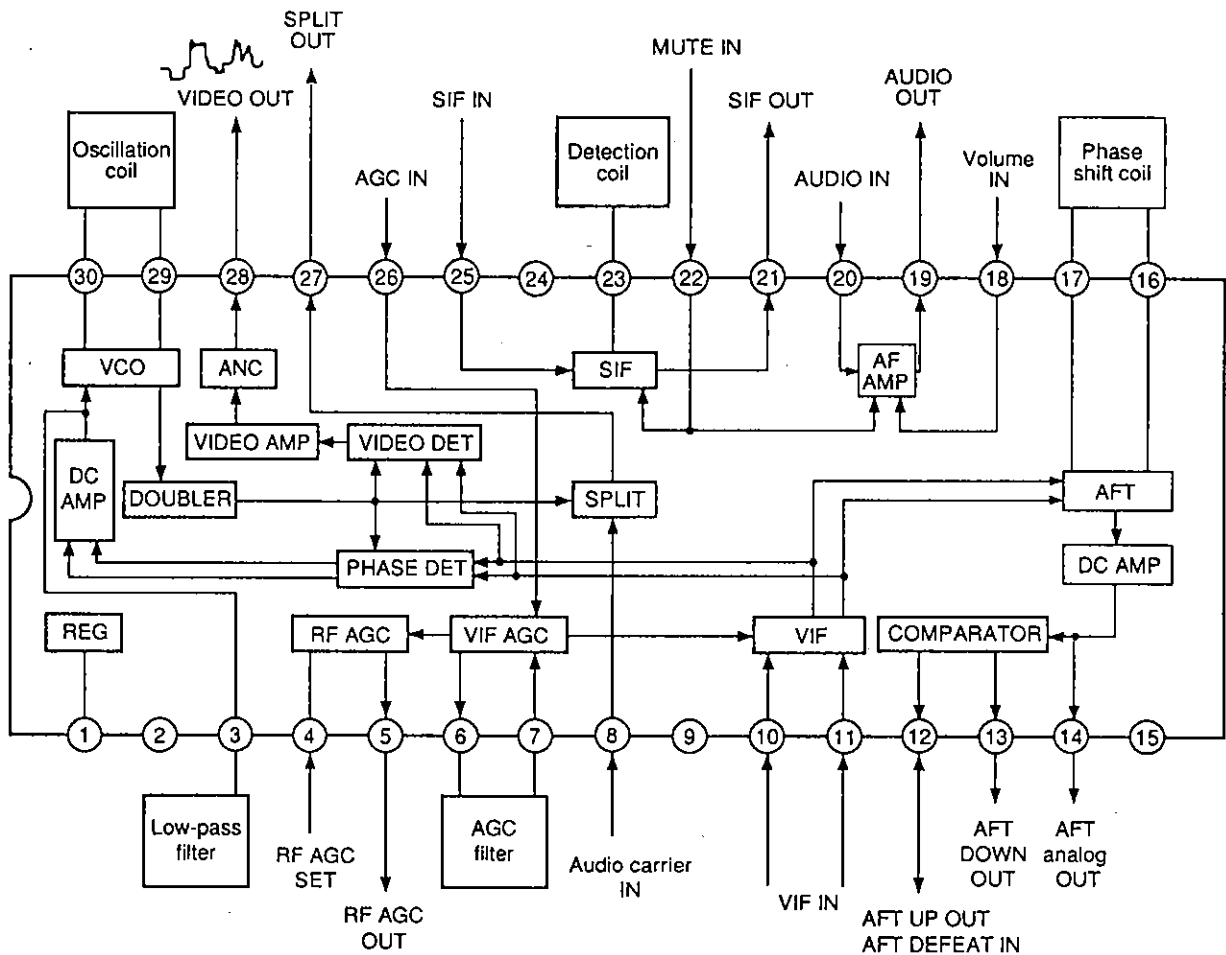 SPLIT
OUT
VIDEO OUT
SIF IN
MUTE IN
SIF OUT
AUDIO
OUT
Oscillation
coil
AGC IN
Detection
coil
AUDIO IN
Volume
IN
Phase
shift coil
30
29
28
27
26
25
24
23
22
21
20
19
18
17
16
VCO
ANC
SIF
AF
AMP
VIDEO AMP
VIDEO DET
DC
AMP
DOUBLER
SPLIT
AFT
PHASE DET
DC AMP
REG
RF AGC
VIF AGC
VIF
COMPARATOR
1
2
3
4
5
6
7
8
9
10
11
12
13
14
15
Low-pass
filter
RF AGC
SET
RF AGC
OUT
AGC
filter
Audio carrier
IN
VIF IN
AFT UP OUT
AFT DEFEAT IN
AFT
DOWN
OUT
AFT
analog
OUT